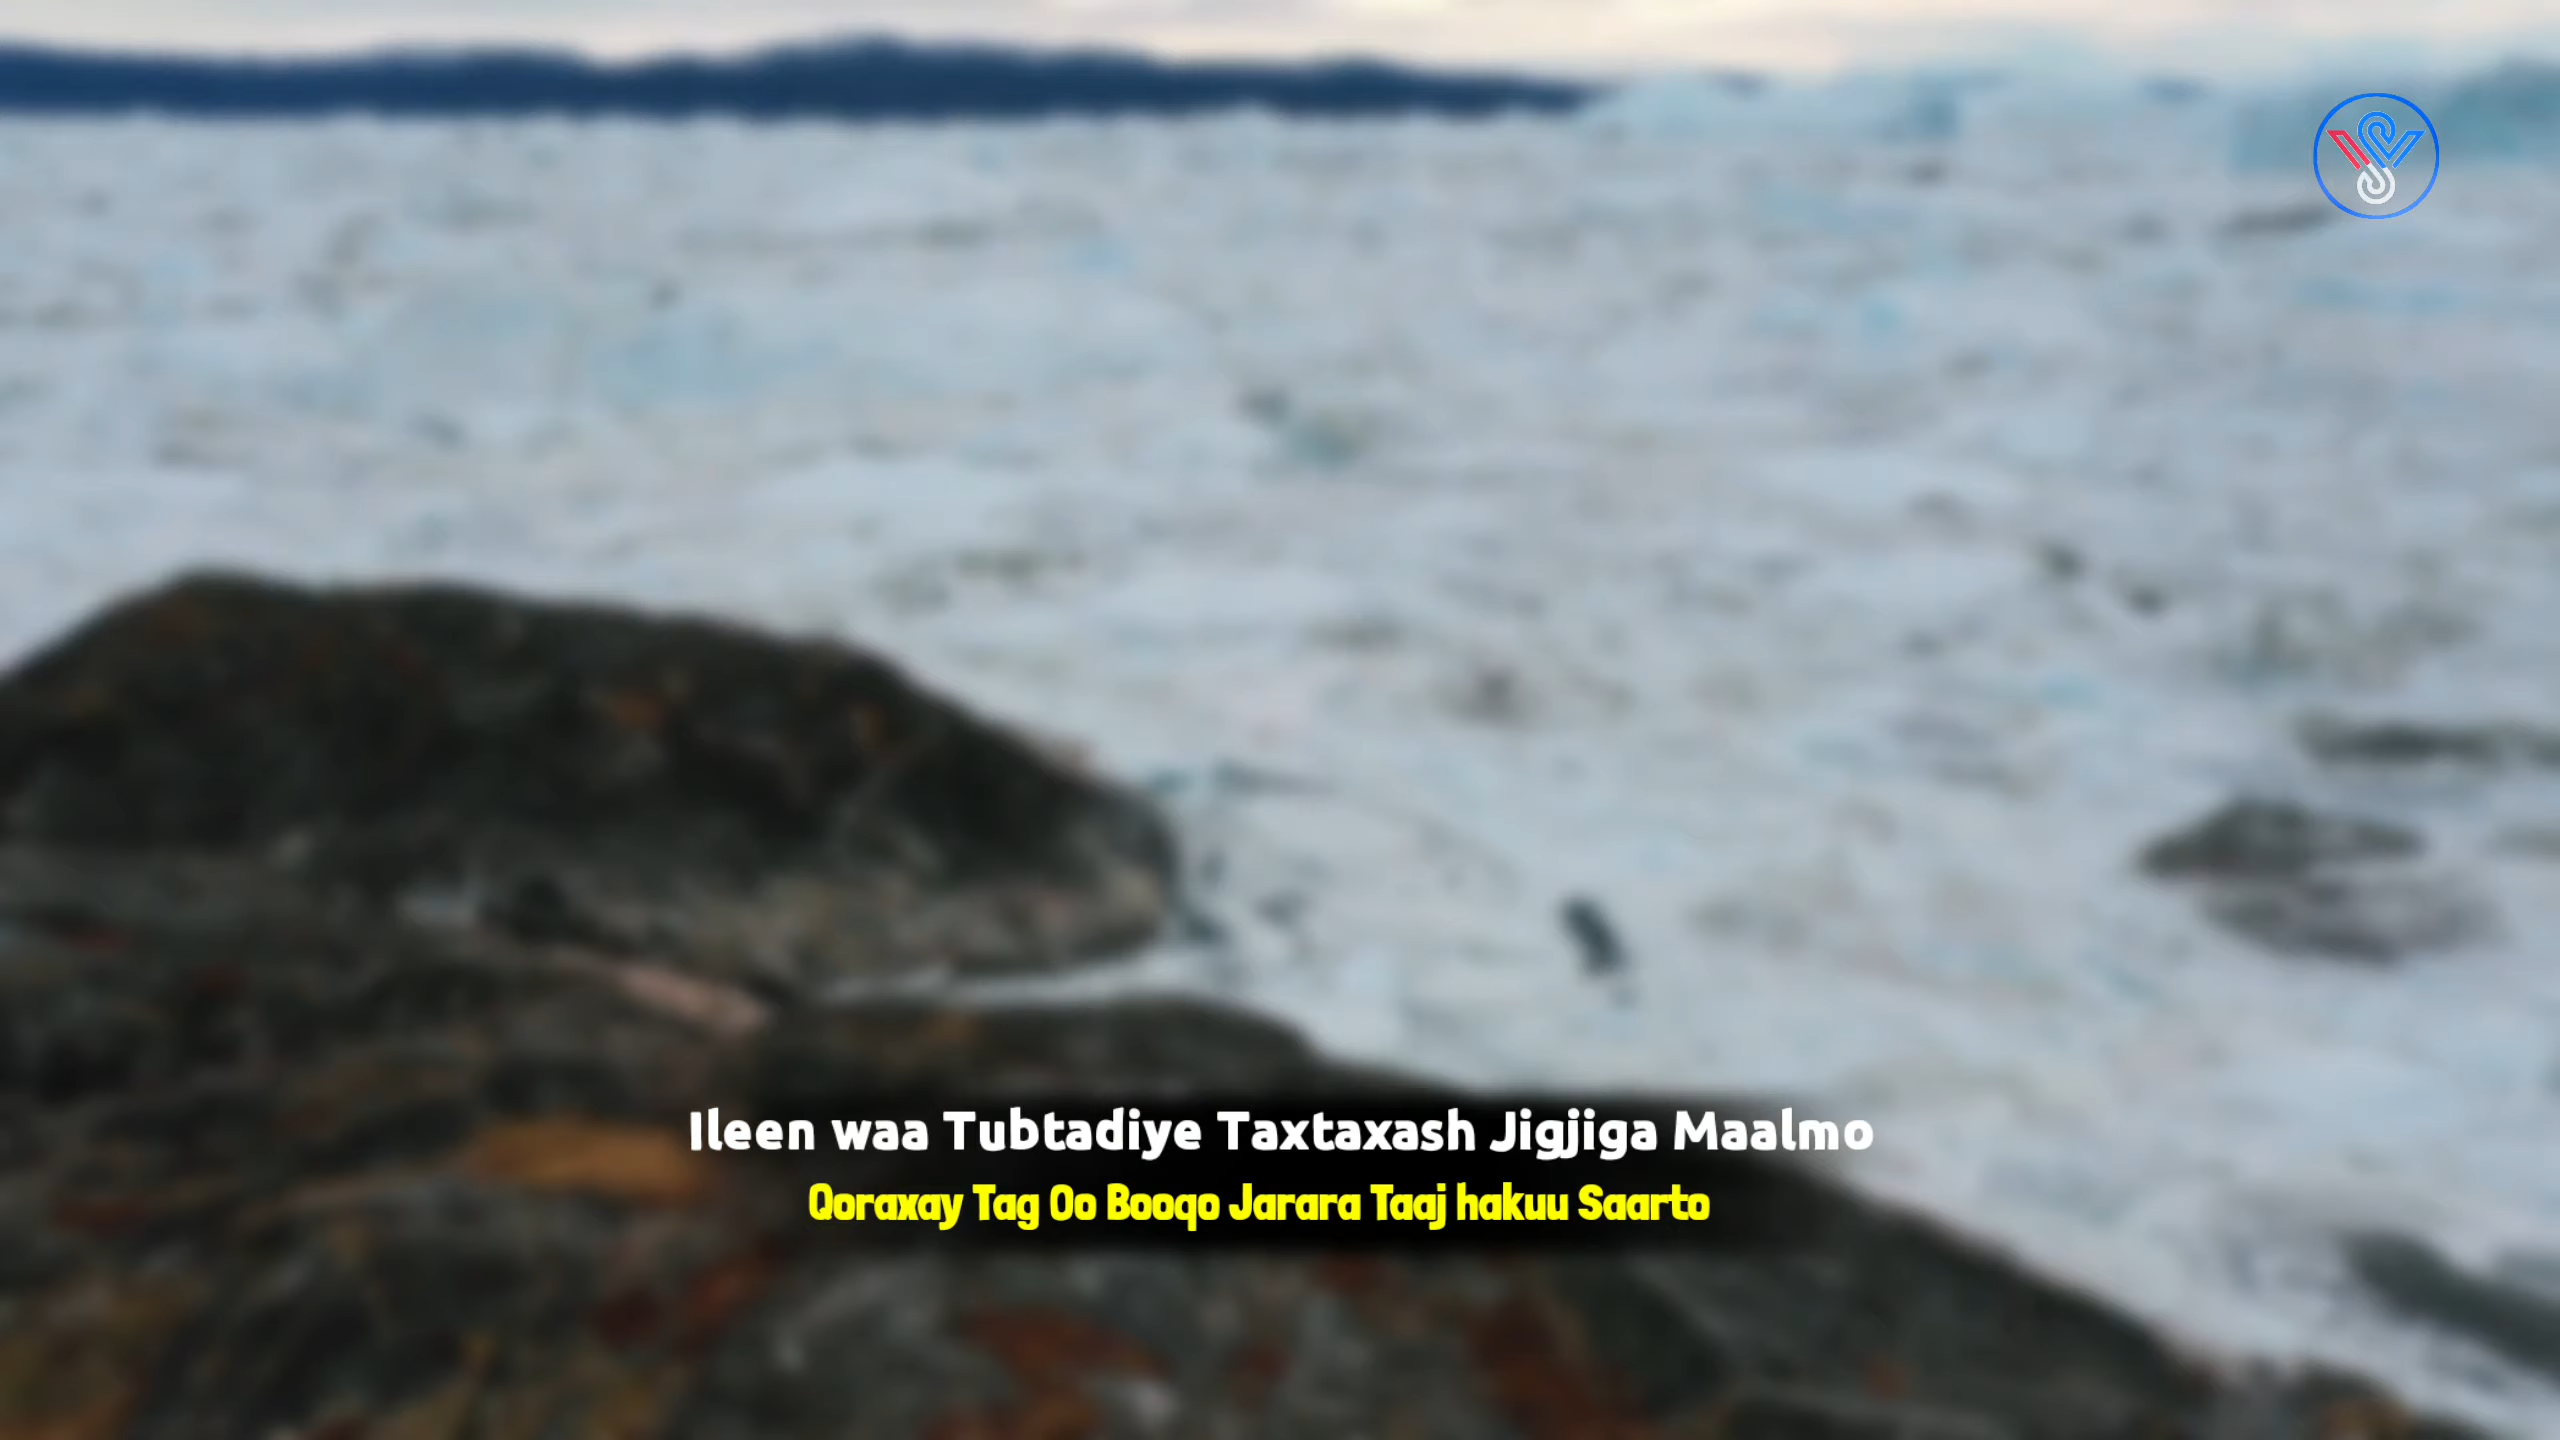 Ileen waa Tubtadiye Taxtaxash Jigjiga Maalmo
Qoraxay Tag Oo Booqo Jarara Taaj hakuu Saarto